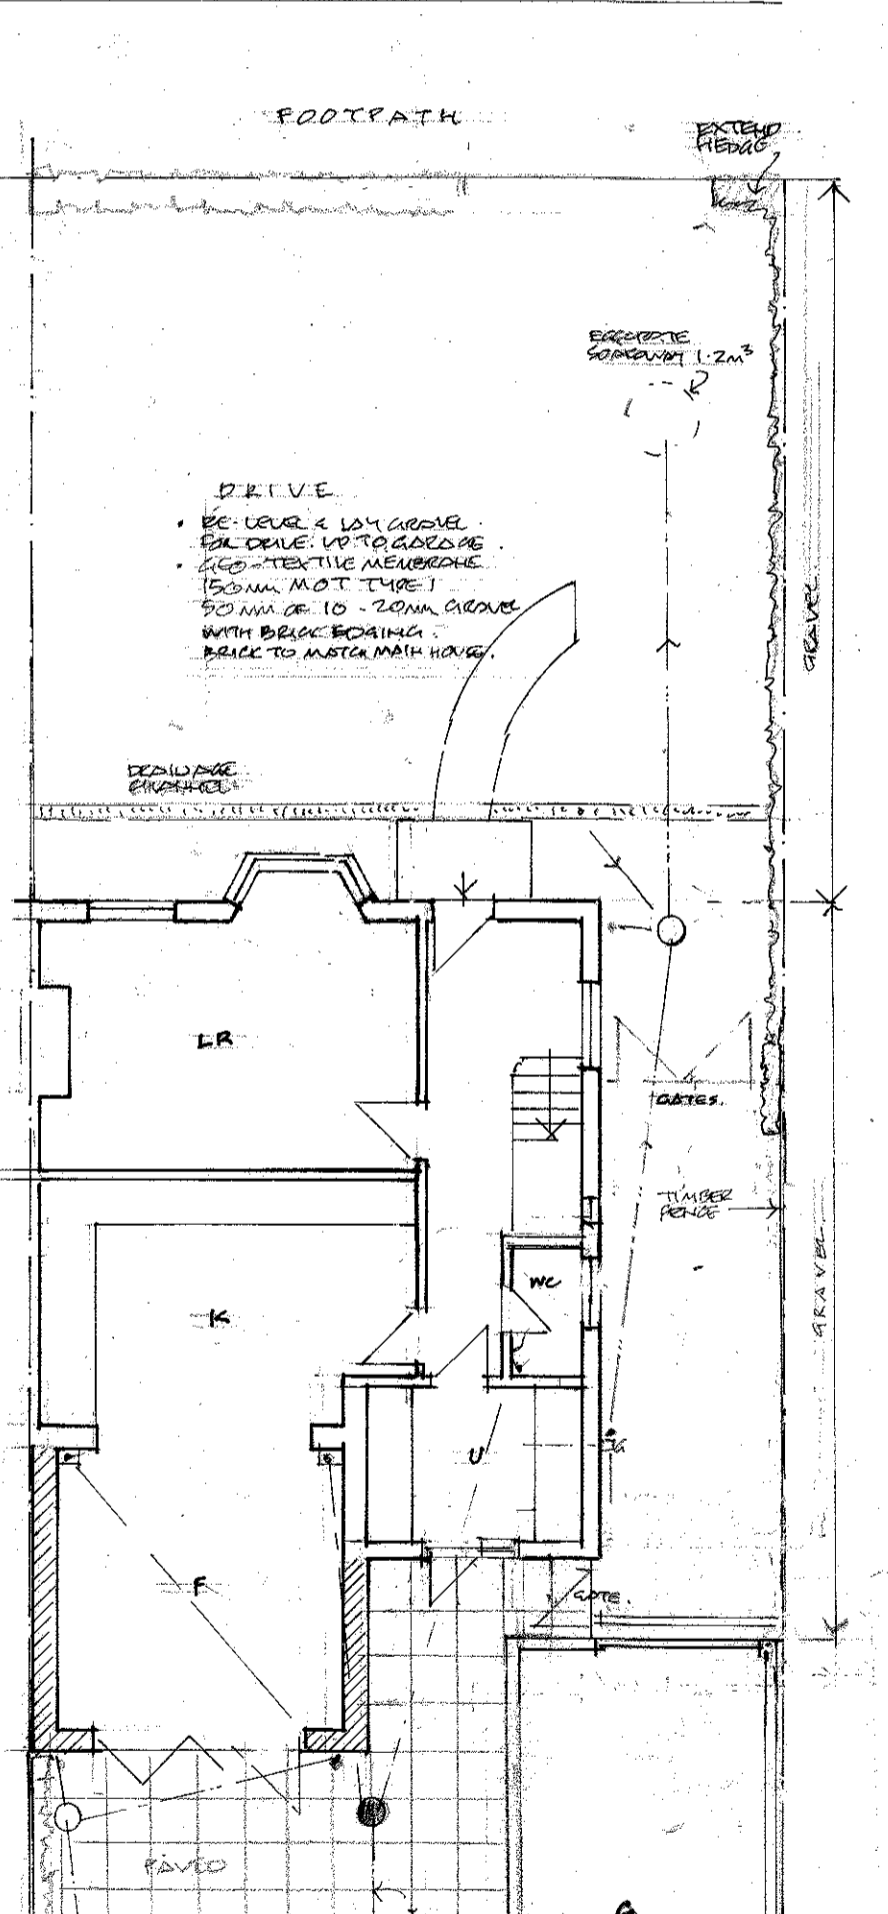 FOOTPATH
EXTEND
HEDGE
SOAKAWAY 1.2M³
DRIVE
• RE-LEVEL & LAY GRAVEL
FOR DRIVE UP TO GARAGE.
• GEO-TEXTILE MEMBRANE
150MM MOT TYPE 1
50MM OF 10-20MM GRAVEL
WITH BRICK EDGING.
BRICK TO MATCH MAIN HOUSE.
GRAVEL.
DRAINAGE
CHANNEL
LR
GATES.
TIMBER
FENCE
GRAVEL
WC
K
U
G
F
GATE.
PAVED
G